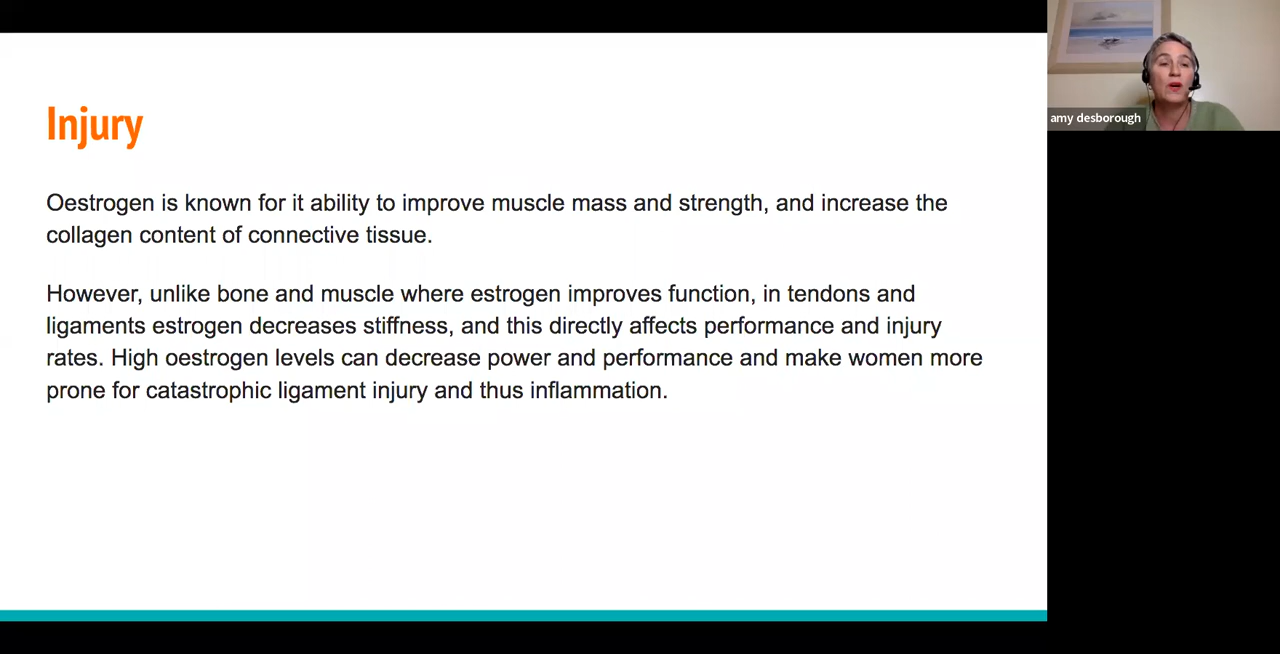 Injury
Oestrogen is known for it ability to improve muscle mass and strength, and increase the
collagen content of connective tissue.
However, unlike bone and muscle where estrogen improves function, in tendons and
ligaments estrogen decreases stiffness, and this directly affects performance and injury
rates. High oestrogen levels can decrease power and performance and make women more
prone for catastrophic ligament injury and thus inflammation.
amy desborough